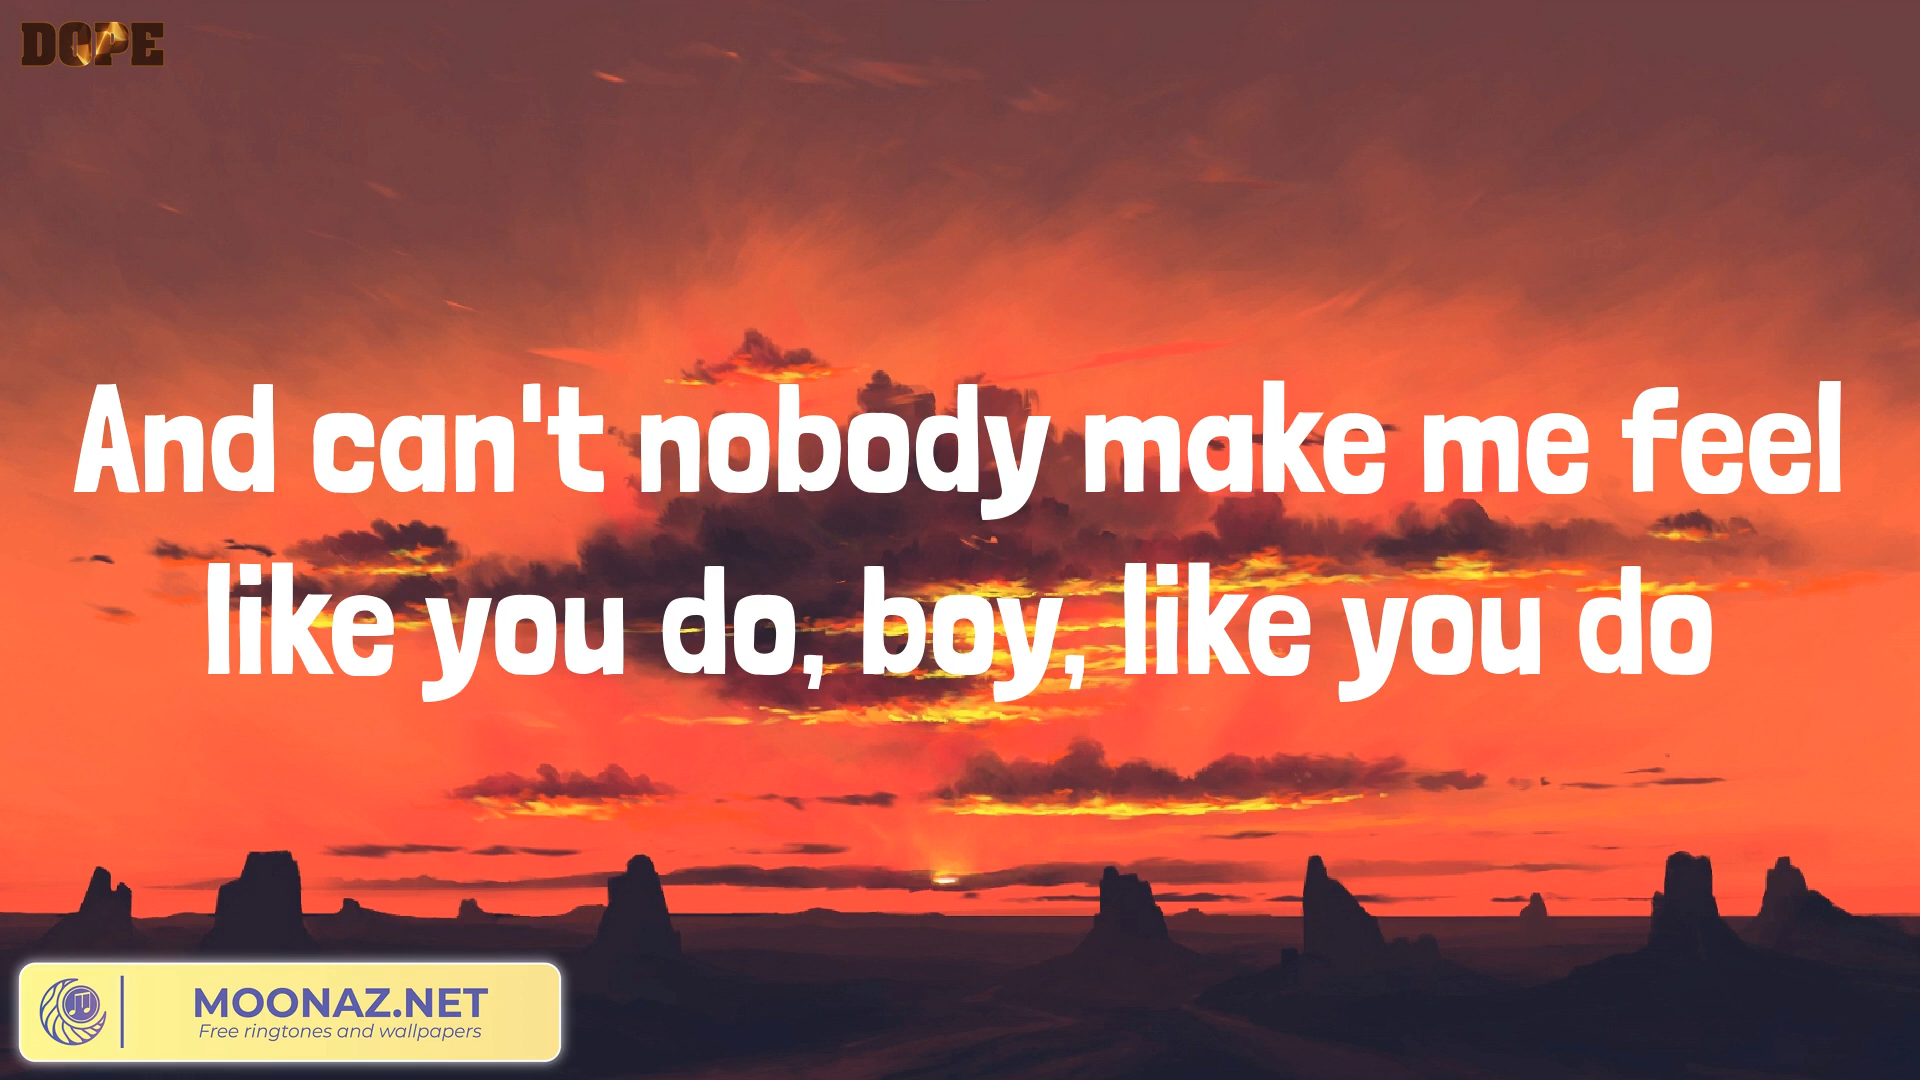 DOPE
And can't nobody make me feel
like you do, boy, like you do
MOONAZ.NET
Free ringtones and wallpapers